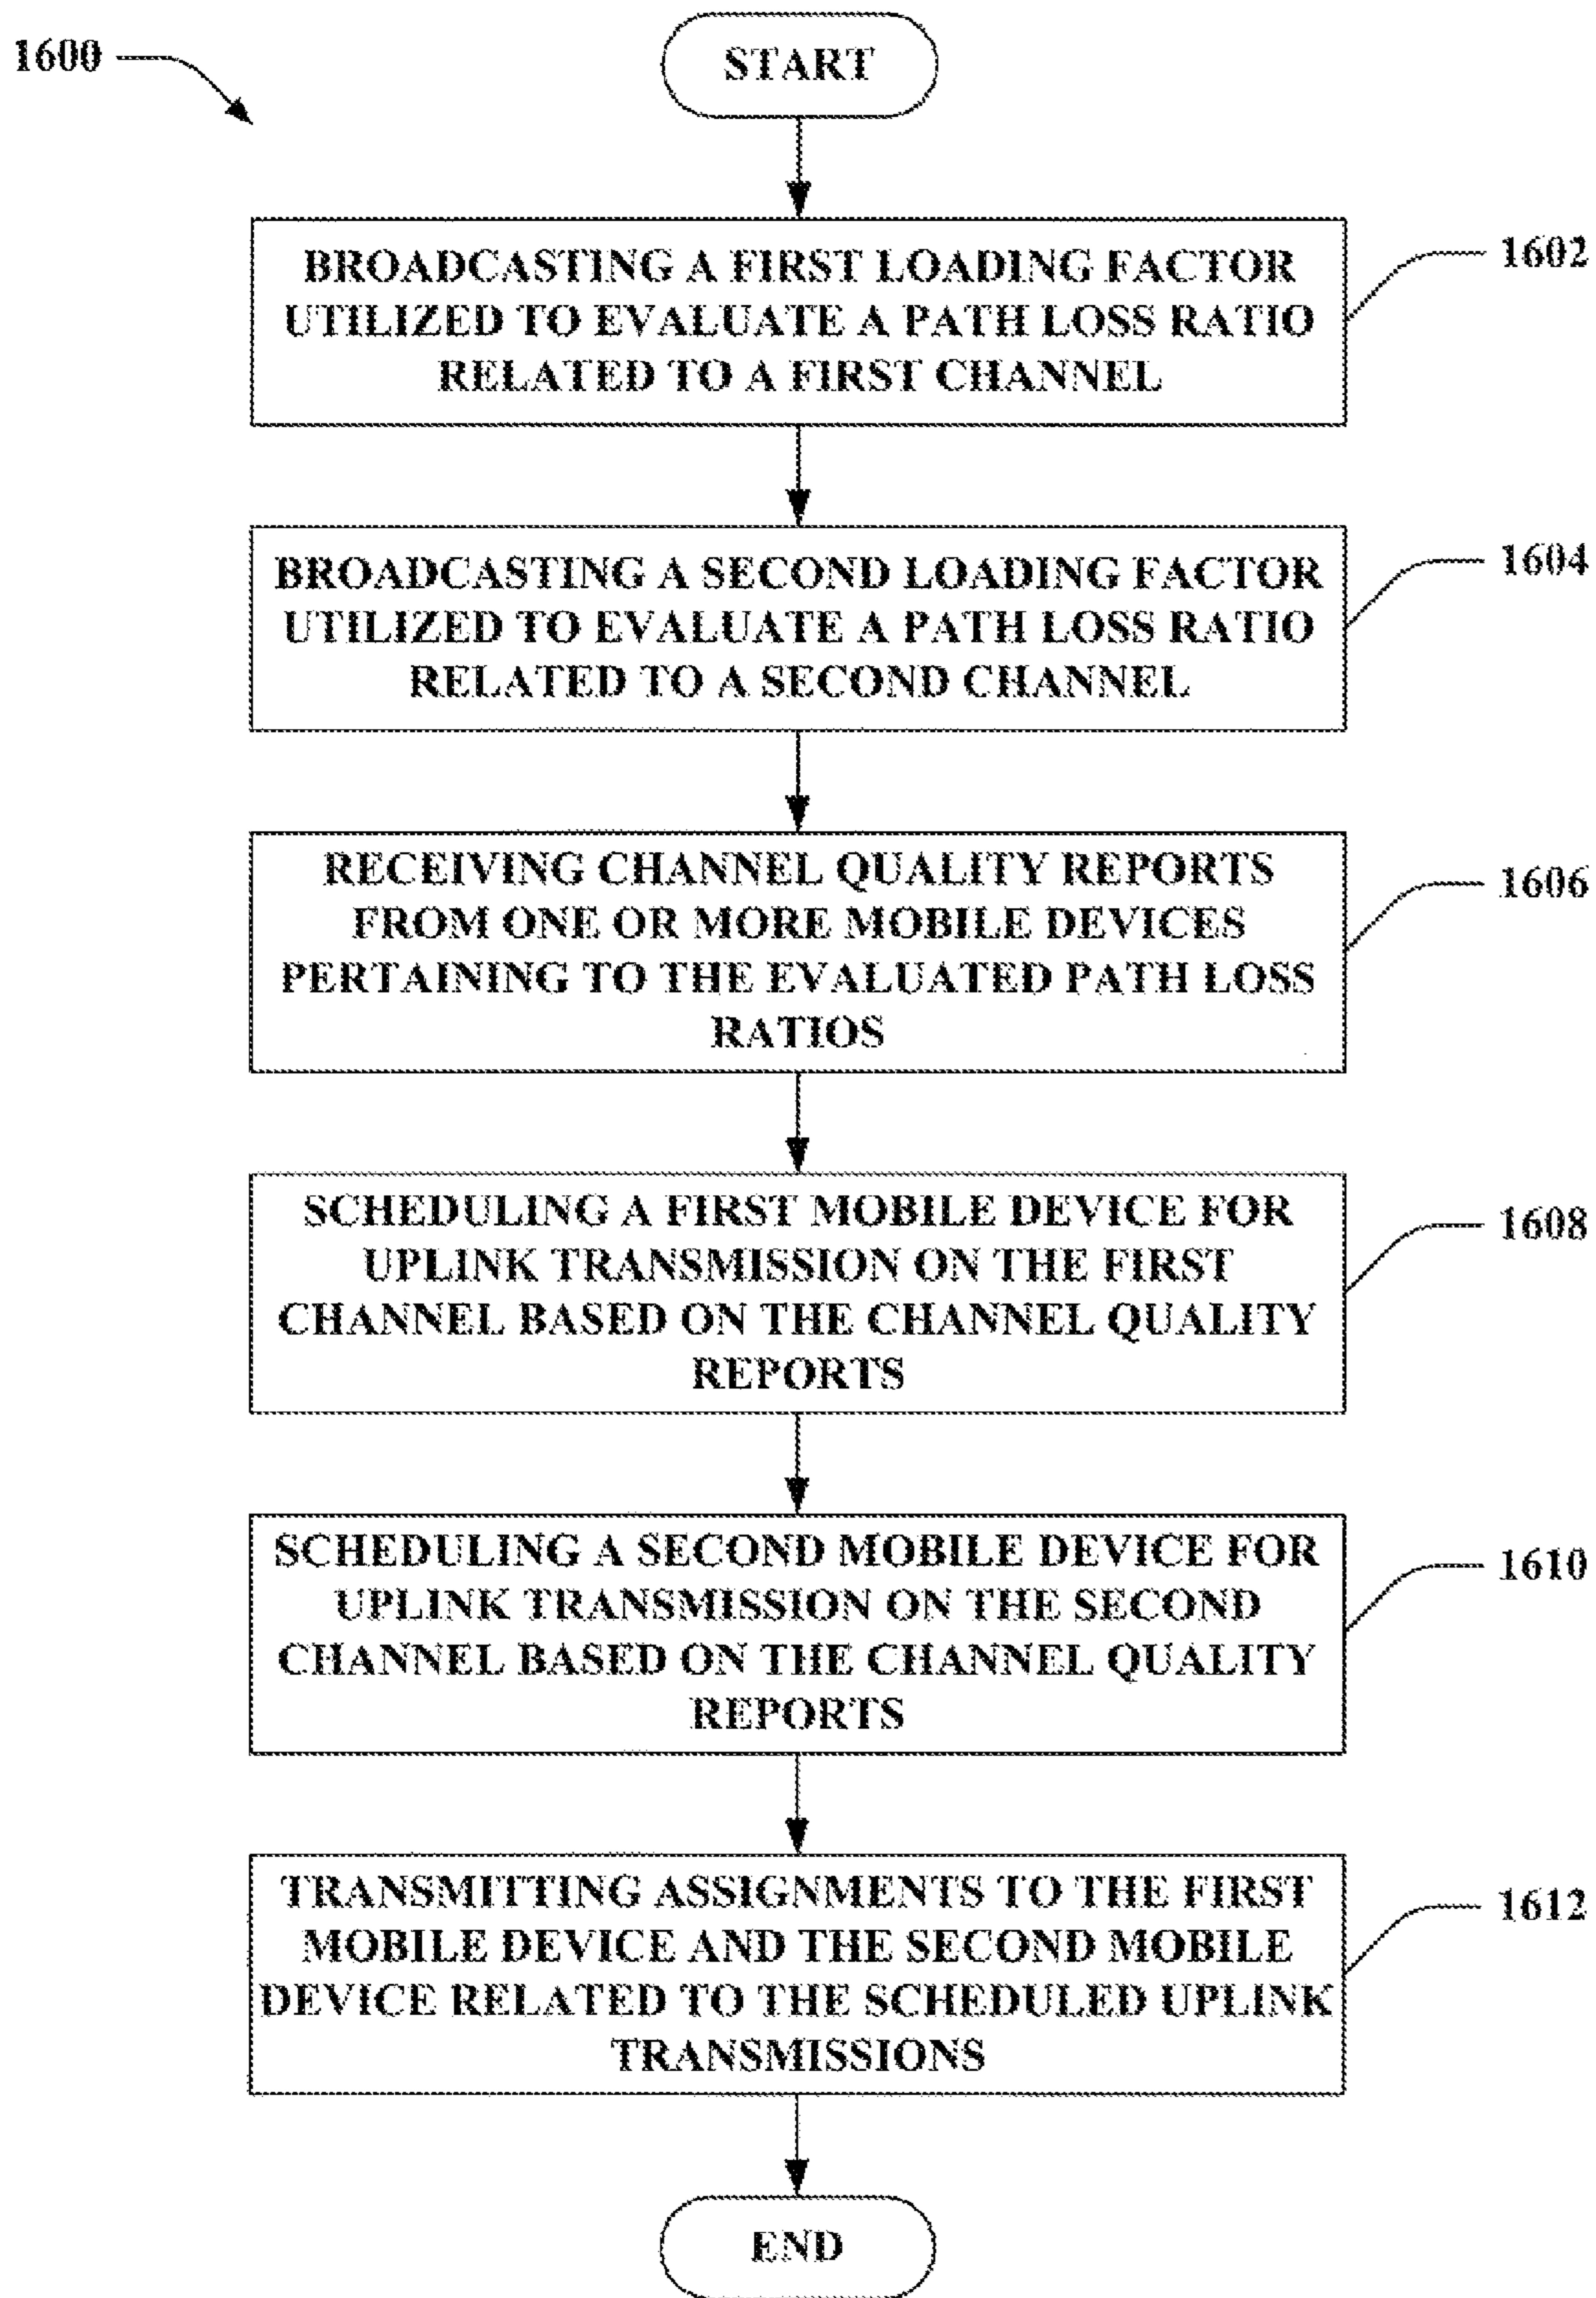 1600
START
BROADCASTING A FIRST LOADING FACTOR
UTILIZED TO EVALUATE A PATH LOSS RATIO
RELATED TO A FIRST CHANNEL
1602
BROADCASTING A SECOND LOADING FACTOR
UTILIZED TO EVALUATE A PATH LOSS RATIO
RELATED TO A SECOND CHANNEL
1604
RECEIVING CHANNEL QUALITY REPORTS
FROM ONE OR MORE MOBILE DEVICES
PERTAINING TO THE EVALUATED PATH LOSS
RATIOS
1606
SCHEDULING A FIRST MOBILE DEVICE FOR
UPLINK TRANSMISSION ON THE FIRST
CHANNEL BASED ON THE CHANNEL QUALITY
REPORTS
1608
SCHEDULING A SECOND MOBILE DEVICE FOR
UPLINK TRANSMISSION ON THE SECOND
CHANNEL BASED ON THE CHANNEL QUALITY
REPORTS
1610
TRANSMITTING ASSIGNMENTS TO THE FIRST
MOBILE DEVICE AND THE SECOND MOBILE
DEVICE RELATED TO THE SCHEDULED UPLINK
TRANSMISSIONS
1612
END